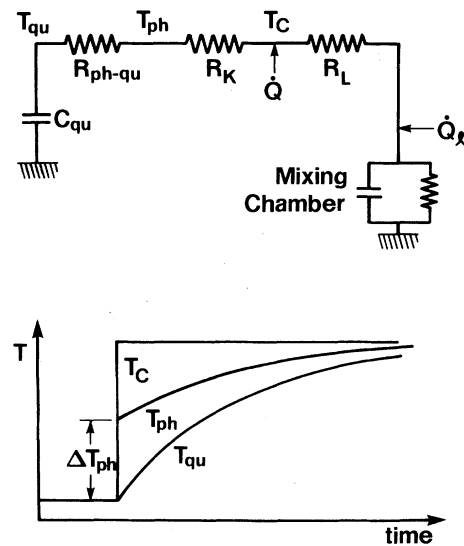 T_qu T_ph T_C
R_ph-qu R_K Q̇ R_L
C_qu
Q̇_ℓ
Mixing
Chamber
T
T_C
T_ph
ΔT_ph
T_qu
time